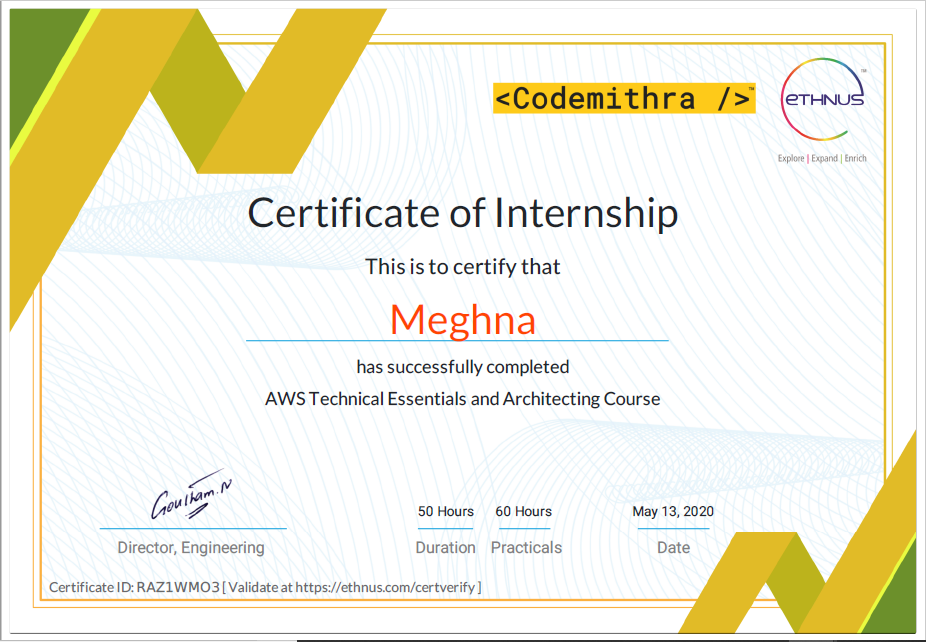 <Codemithra />™
eTHNUS™
Explore | Expand | Enrich
Certificate of Internship
This is to certify that
Meghna
has successfully completed
AWS Technical Essentials and Architecting Course
Goutham.N
50 Hours 60 Hours May 13, 2020
Director, Engineering Duration Practicals Date
Certificate ID: RAZ1WMO3 [ Validate at https://ethnus.com/certverify ]